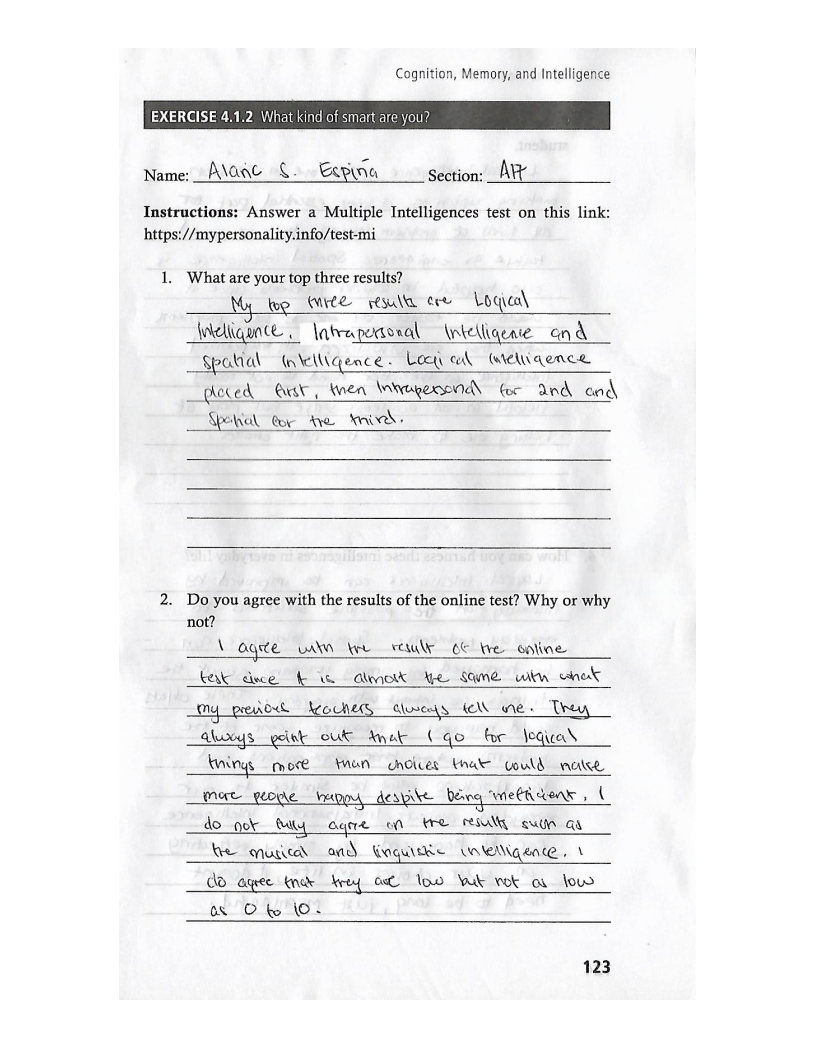 Cognition, Memory, and Intelligence
EXERCISE 4.1.2 What kind of smart are you?
Name: Alaric S. Espiña Section: A17
Instructions: Answer a Multiple Intelligences test on this link:
https://mypersonality.info/test-mi
1. What are your top three results?
My top three results are Logical
Intelligence, Intrapersonal Intelligence and
Spatial Intelligence. Logical intelligence
placed first, then Intrapersonal for 2nd and
Spatial for the third.
2. Do you agree with the results of the online test? Why or why
not?
I agree with the result of the online
test since it is almost the same with what
my previous teachers always tell me. They
always point out that I go for logical
things more than choices that would make
more people happy despite being inefficient. I
do not fully agree on the results such as
the musical and linguistic intelligence. I
do agree that they are low but not as low
as 0 to 10.
123